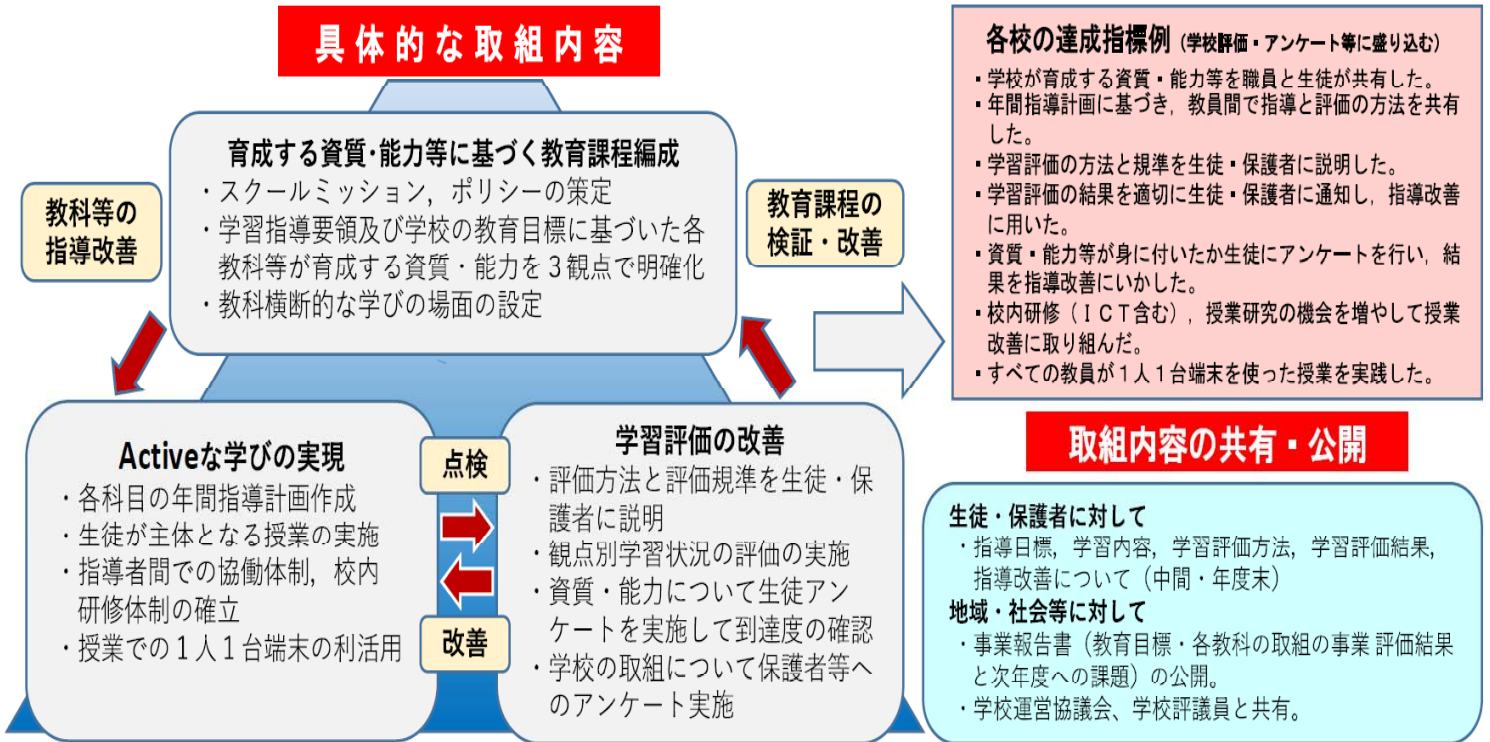 具体的な取組内容
育成する資質・能力等に基づく教育課程編成
・スクールミッション，ポリシーの策定
・学習指導要領及び学校の教育目標に基づいた各
教科等が育成する資質・能力を３観点で明確化
・教科横断的な学びの場面の設定
教科等の
指導改善
教育課程の
検証・改善
Activeな学びの実現
・各科目の年間指導計画作成
・生徒が主体となる授業の実施
・指導者間での協働体制，校内
研修体制の確立
・授業での１人１台端末の利活用
点検
改善
学習評価の改善
・評価方法と評価規準を生徒・保
護者に説明
・観点別学習状況の評価の実施
・資質・能力について生徒アン
ケートを実施して到達度の確認
・学校の取組について保護者等へ
のアンケート実施
各校の達成指標例（学校評価・アンケート等に盛り込む）
・学校が育成する資質・能力等を職員と生徒が共有した。
・年間指導計画に基づき，教員間で指導と評価の方法を共有
した。
・学習評価の方法と規準を生徒・保護者に説明した。
・学習評価の結果を適切に生徒・保護者に通知し，指導改善
に用いた。
・資質・能力等が身に付いたか生徒にアンケートを行い，結
果を指導改善にいかした。
・校内研修（ＩＣＴ含む），授業研究の機会を増やして授業
改善に取り組んだ。
・すべての教員が１人１台端末を使った授業を実践した。
取組内容の共有・公開
生徒・保護者に対して
・指導目標，学習内容，学習評価方法，学習評価結果，
指導改善について（中間・年度末）
地域・社会等に対して
・事業報告書（教育目標・各教科の取組の事業 評価結果
と次年度への課題）の公開。
・学校運営協議会、学校評議員と共有。